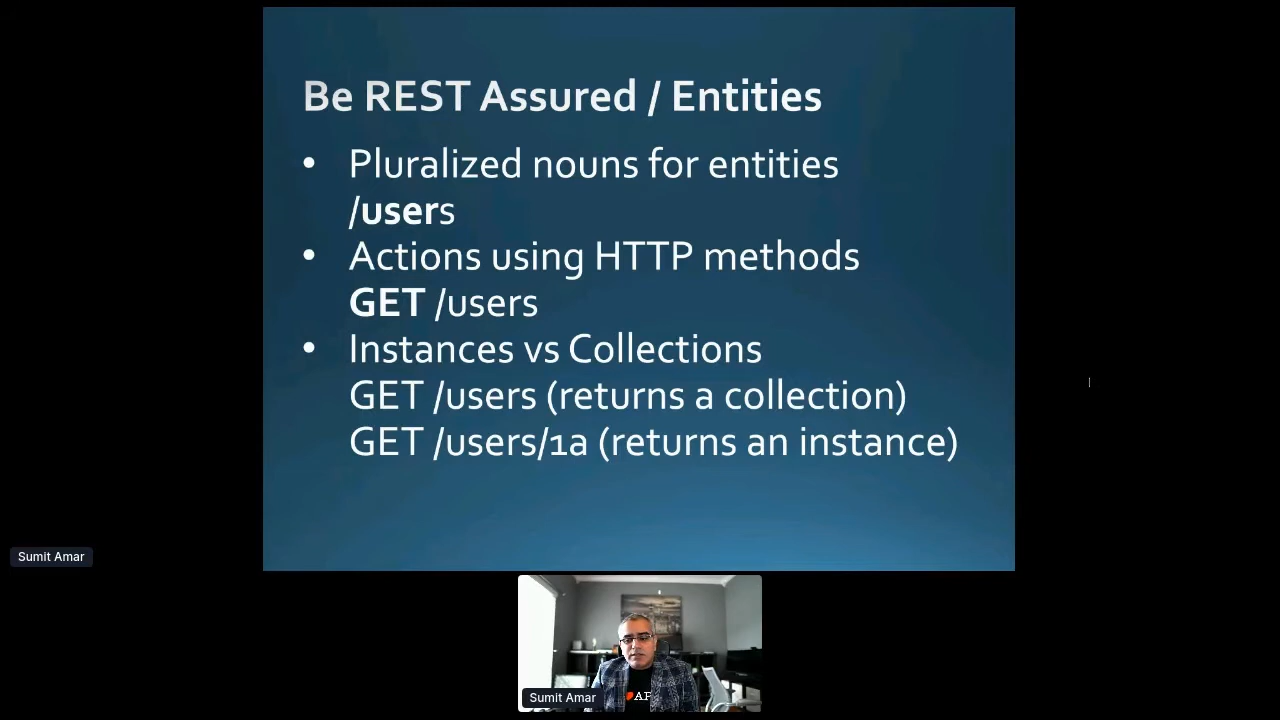 Be REST Assured / Entities
• Pluralized nouns for entities
/users
• Actions using HTTP methods
GET /users
• Instances vs Collections
GET /users (returns a collection)
GET /users/1a (returns an instance)
Sumit Amar
Sumit Amar